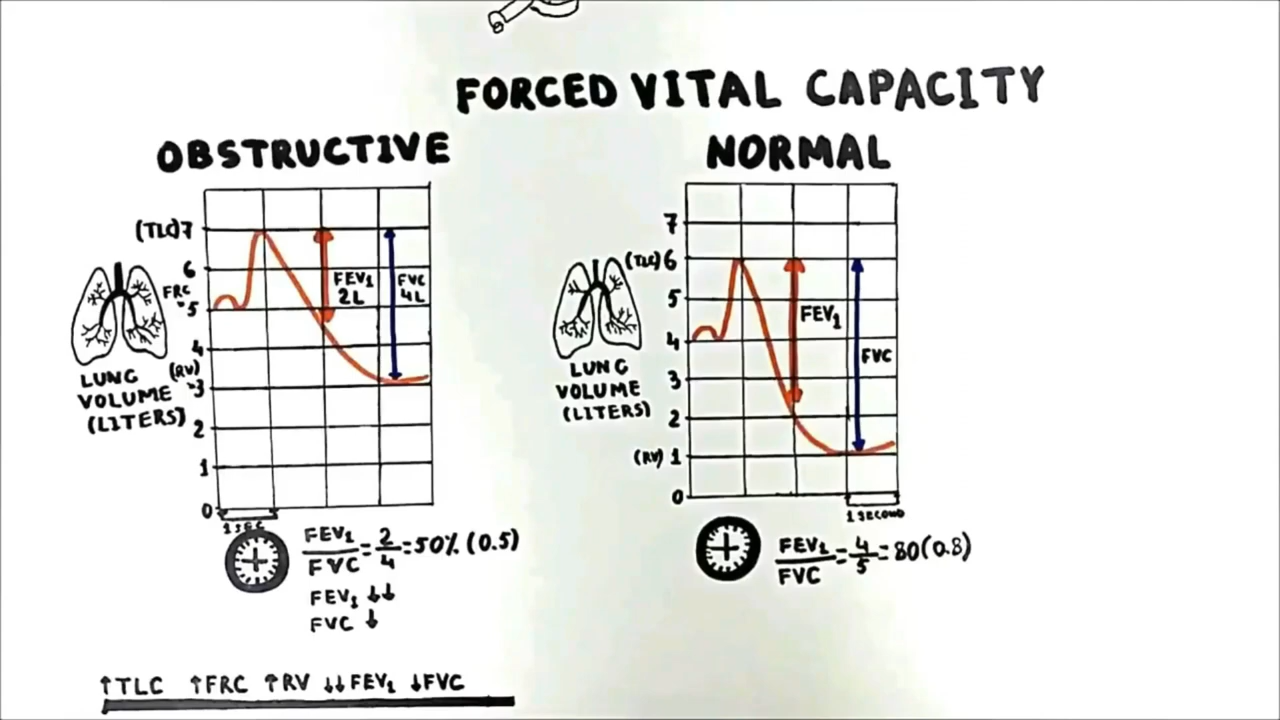 FORCED VITAL CAPACITY
OBSTRUCTIVE
(TLC) 7
6
FRC
5
4
(RV)
3
2
1
0
LUNG
VOLUME
(LITERS)
FEV₁
2L
FVC
4L
1 SEC
FEV₁/FVC = 2/4 = 50% (0.5)
FEV₁ ↓↓
FVC ↓
↑TLC ↑FRC ↑RV ↓↓FEV₁ ↓FVC
NORMAL
7
(TLC) 6
5
4
3
2
(RV) 1
0
LUNG
VOLUME
(LITERS)
FEV₁
FVC
1 SECOND
FEV₁/FVC = 4/5 = 80 (0.8)